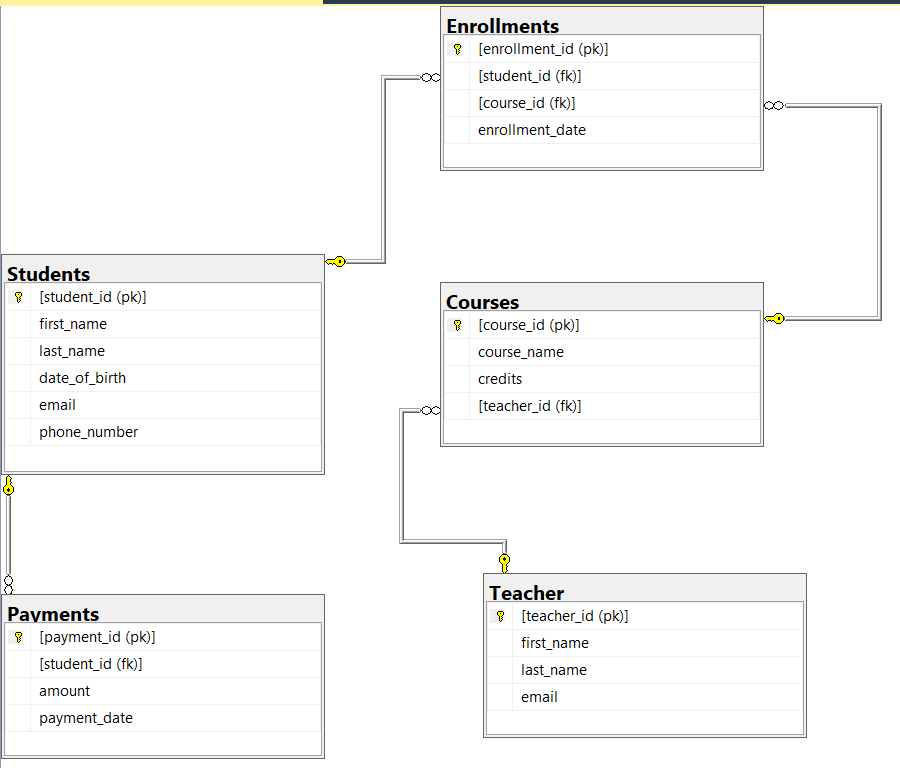 Enrollments
[enrollment_id (pk)]
[student_id (fk)]
[course_id (fk)]
enrollment_date
Students
[student_id (pk)]
first_name
last_name
date_of_birth
email
phone_number
Courses
[course_id (pk)]
course_name
credits
[teacher_id (fk)]
Payments
[payment_id (pk)]
[student_id (fk)]
amount
payment_date
Teacher
[teacher_id (pk)]
first_name
last_name
email